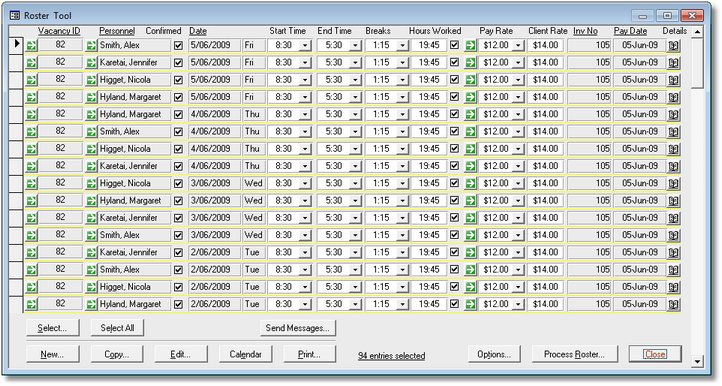 Roster Tool
Vacancy ID Personnel Confirmed Date Start Time End Time Breaks Hours Worked Pay Rate Client Rate Inv No Pay Date Details
82 Smith, Alex 5/06/2009 Fri 8:30 5:30 1:15 19:45 $12.00 $14.00 105 05-Jun-09
82 Karetai, Jennifer 5/06/2009 Fri 8:30 5:30 1:15 19:45 $12.00 $14.00 105 05-Jun-09
82 Higget, Nicola 5/06/2009 Fri 8:30 5:30 1:15 19:45 $12.00 $14.00 105 05-Jun-09
82 Hyland, Margaret 5/06/2009 Fri 8:30 5:30 1:15 19:45 $12.00 $14.00 105 05-Jun-09
82 Hyland, Margaret 4/06/2009 Thu 8:30 5:30 1:15 19:45 $12.00 $14.00 105 05-Jun-09
82 Smith, Alex 4/06/2009 Thu 8:30 5:30 1:15 19:45 $12.00 $14.00 105 05-Jun-09
82 Higget, Nicola 4/06/2009 Thu 8:30 5:30 1:15 19:45 $12.00 $14.00 105 05-Jun-09
82 Karetai, Jennifer 4/06/2009 Thu 8:30 5:30 1:15 19:45 $12.00 $14.00 105 05-Jun-09
82 Higget, Nicola 3/06/2009 Wed 8:30 5:30 1:15 19:45 $12.00 $14.00 105 05-Jun-09
82 Hyland, Margaret 3/06/2009 Wed 8:30 5:30 1:15 19:45 $12.00 $14.00 105 05-Jun-09
82 Karetai, Jennifer 3/06/2009 Wed 8:30 5:30 1:15 19:45 $12.00 $14.00 105 05-Jun-09
82 Smith, Alex 3/06/2009 Wed 8:30 5:30 1:15 19:45 $12.00 $14.00 105 05-Jun-09
82 Karetai, Jennifer 2/06/2009 Tue 8:30 5:30 1:15 19:45 $12.00 $14.00 105 05-Jun-09
82 Smith, Alex 2/06/2009 Tue 8:30 5:30 1:15 19:45 $12.00 $14.00 105 05-Jun-09
82 Higget, Nicola 2/06/2009 Tue 8:30 5:30 1:15 19:45 $12.00 $14.00 105 05-Jun-09
82 Hyland, Margaret 2/06/2009 Tue 8:30 5:30 1:15 19:45 $12.00 $14.00 105 05-Jun-09
Select... Select All Send Messages...
New... Copy... Edit... Calendar Print... 94 entries selected Options... Process Roster... Close